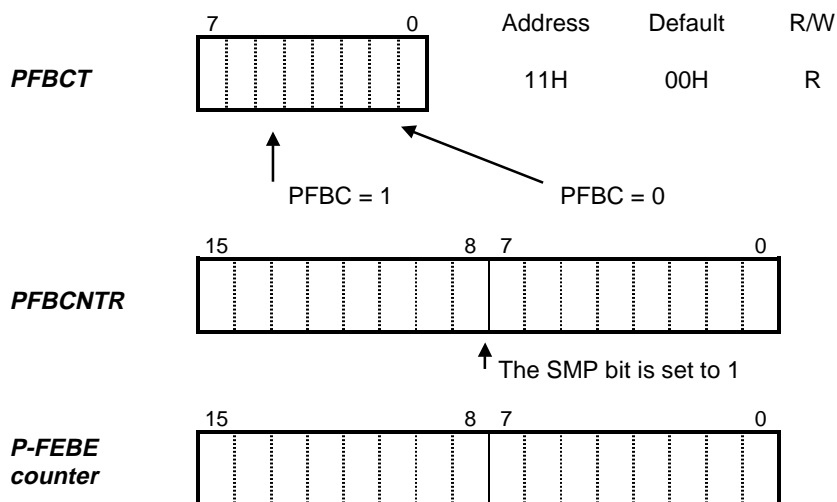 7 0 Address Default R/W
PFBCT 11H 00H R
PFBC = 1 PFBC = 0
15 8 7 0
PFBCNTR
The SMP bit is set to 1
15 8 7 0
P-FEBE
counter